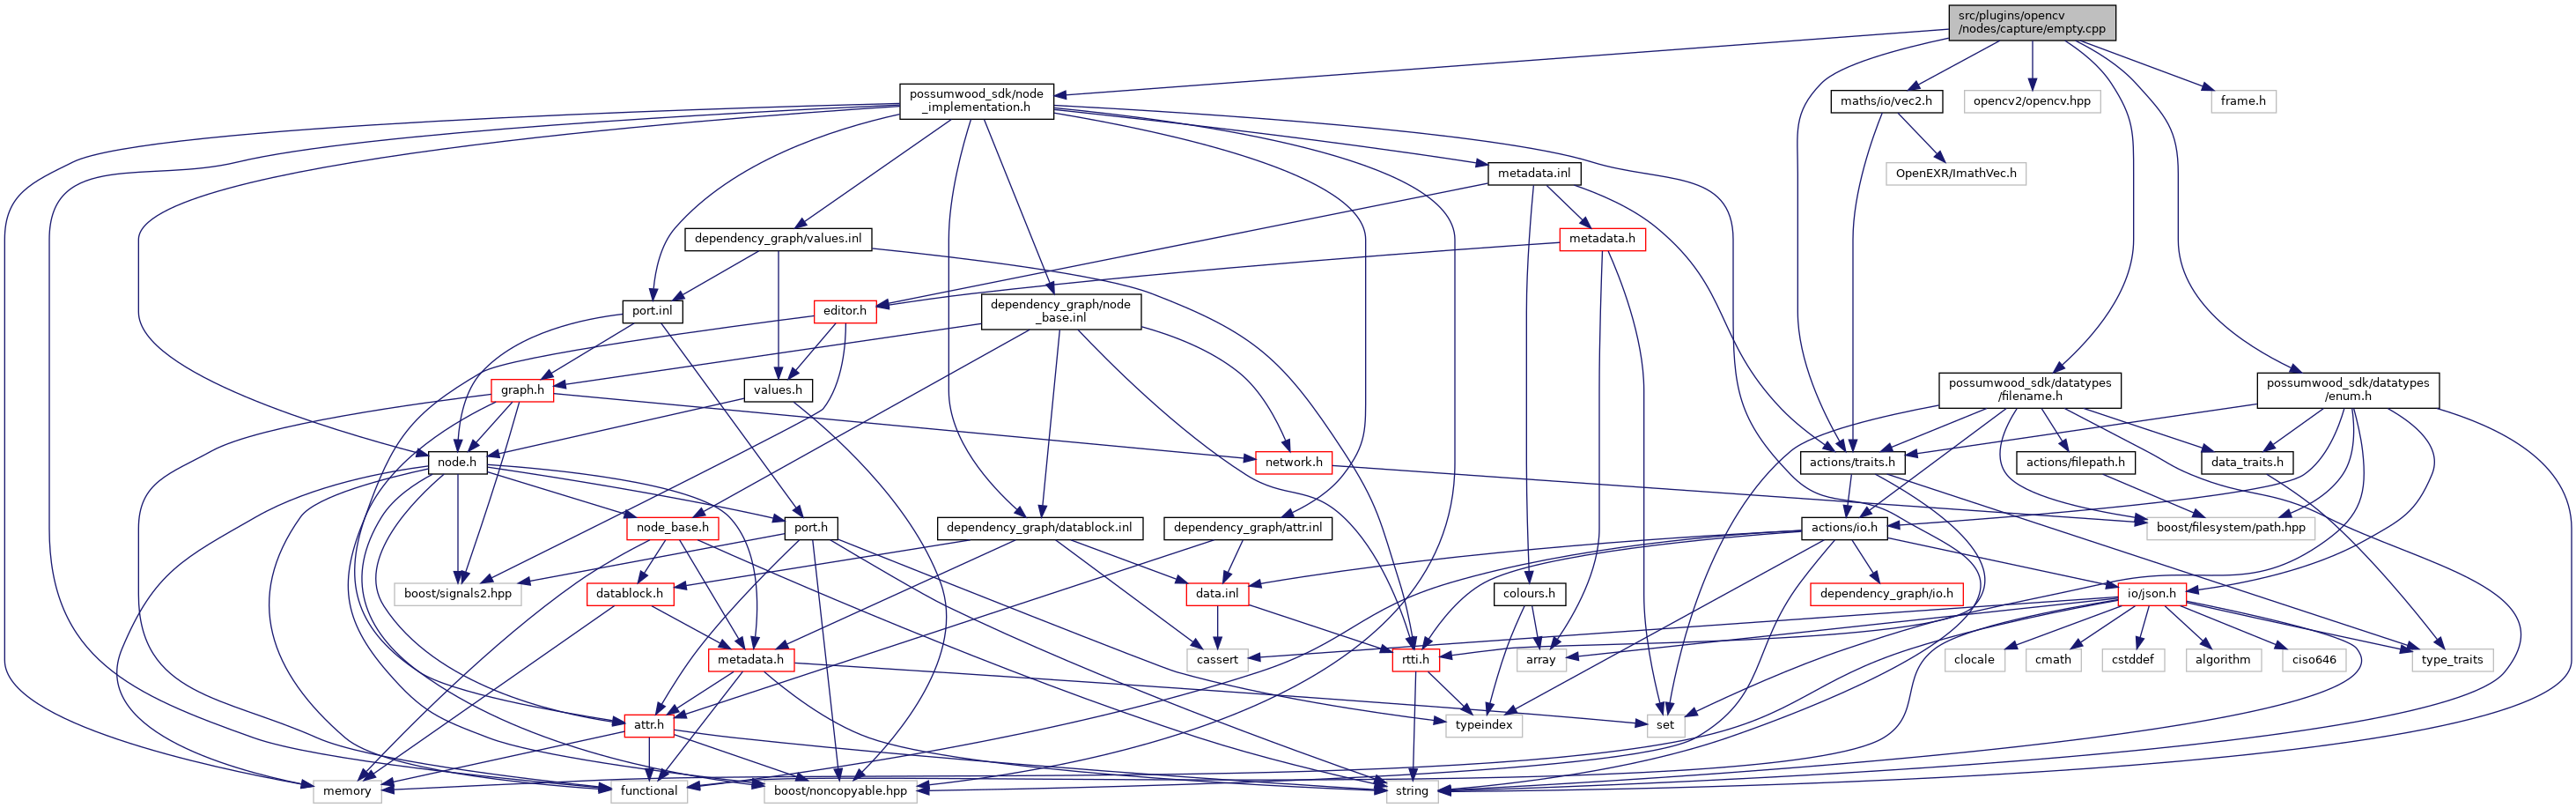 src/plugins/opencv
/nodes/capture/empty.cpp
possumwood_sdk/node
_implementation.h
maths/io/vec2.h
opencv2/opencv.hpp
frame.h
metadata.inl
OpenEXR/ImathVec.h
dependency_graph/values.inl
metadata.h
port.inl
editor.h
dependency_graph/node
_base.inl
graph.h
values.h
possumwood_sdk/datatypes
/filename.h
possumwood_sdk/datatypes
/enum.h
node.h
network.h
actions/traits.h
actions/filepath.h
data_traits.h
node_base.h
port.h
dependency_graph/datablock.inl
dependency_graph/attr.inl
actions/io.h
boost/filesystem/path.hpp
boost/signals2.hpp
datablock.h
data.inl
colours.h
dependency_graph/io.h
io/json.h
metadata.h
cassert
rtti.h
array
clocale
cmath
cstddef
algorithm
ciso646
type_traits
attr.h
typeindex
set
memory
functional
boost/noncopyable.hpp
string